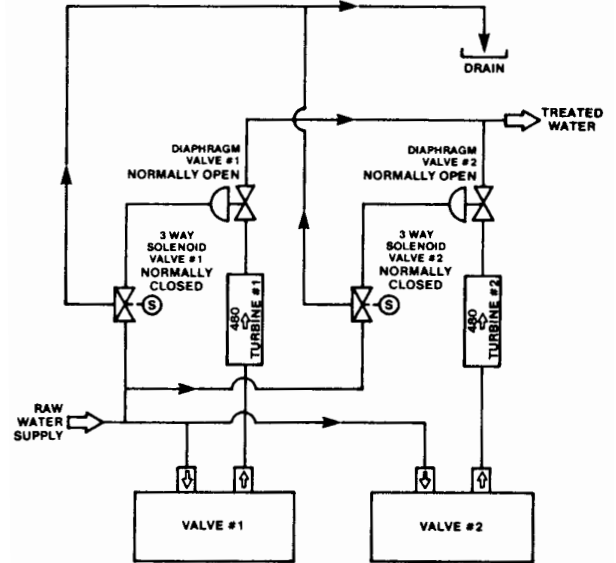 DRAIN
TREATED
WATER
DIAPHRAGM
VALVE #1
NORMALLY OPEN
DIAPHRAGM
VALVE #2
NORMALLY OPEN
3 WAY
SOLENOID
VALVE #1
NORMALLY
CLOSED
S
3 WAY
SOLENOID
VALVE #2
NORMALLY
CLOSED
S
480
TURBINE #1
480
TURBINE #2
RAW
WATER
SUPPLY
VALVE #1
VALVE #2